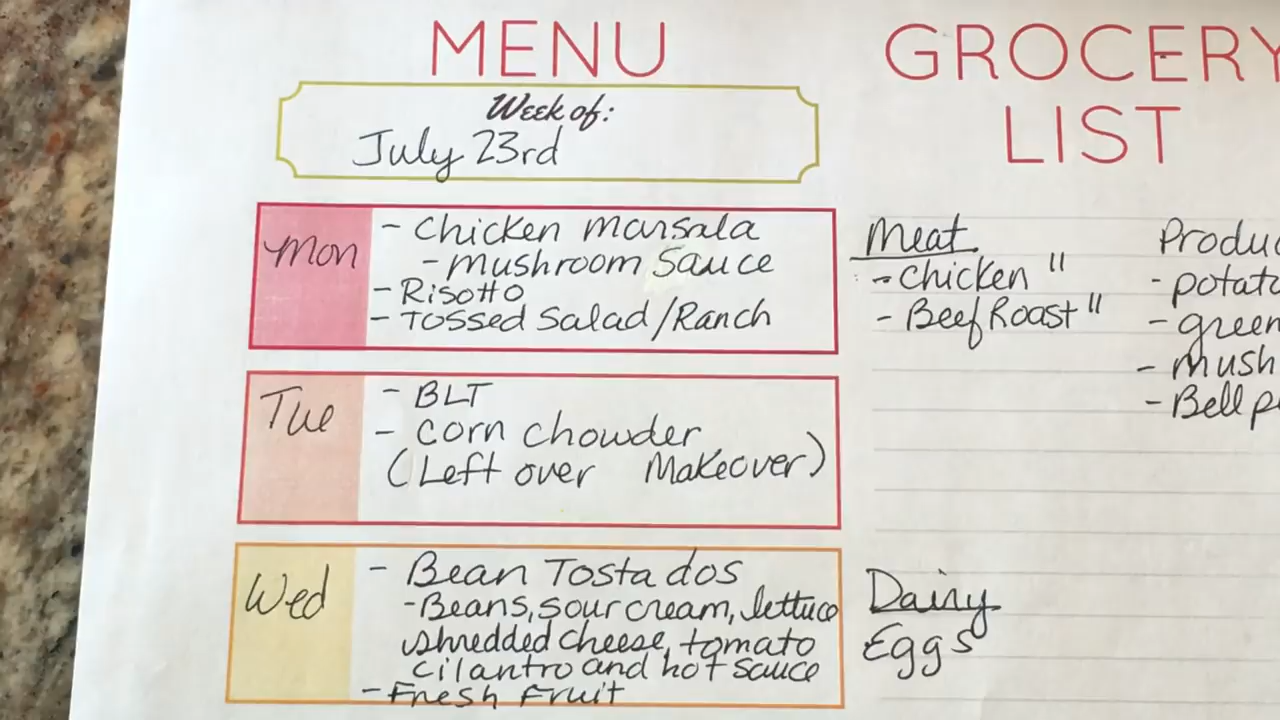 MENU
Week of:
July 23rd
Mon
- Chicken Marsala
- Mushroom Sauce
- Risotto
- Tossed Salad/Ranch
Tue
- BLT
- Corn Chowder
(Left over Makeover)
Wed
- Bean Tostados
- Beans, sour cream, lettuce
shredded cheese, tomato
cilantro and hot sauce
- Fresh Fruit
GROCERY
LIST
Meat
- Chicken "
- Beef Roast "
Dairy
Eggs
- green